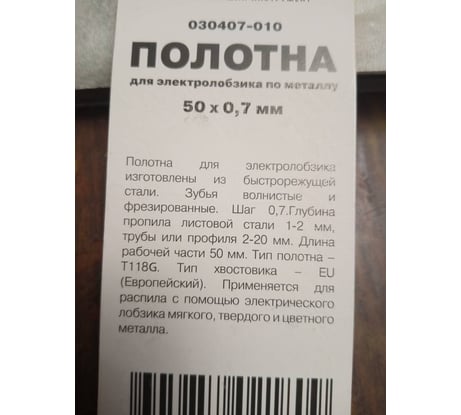 030407-010
ПОЛОТНА
для электролобзика по металлу
50 x 0,7 мм
Полотна для электролобзика
изготовлены из быстрорежущей
стали. Зубья волнистые и
фрезированные. Шаг 0,7.Глубина
пропила листовой стали 1-2 мм,
трубы или профиля 2-20 мм. Длина
рабочей части 50 мм. Тип полотна –
T118G. Тип хвостовика – EU
(Европейский). Применяется для
распила с помощью электрического
лобзика мягкого, твердого и цветного
металла.